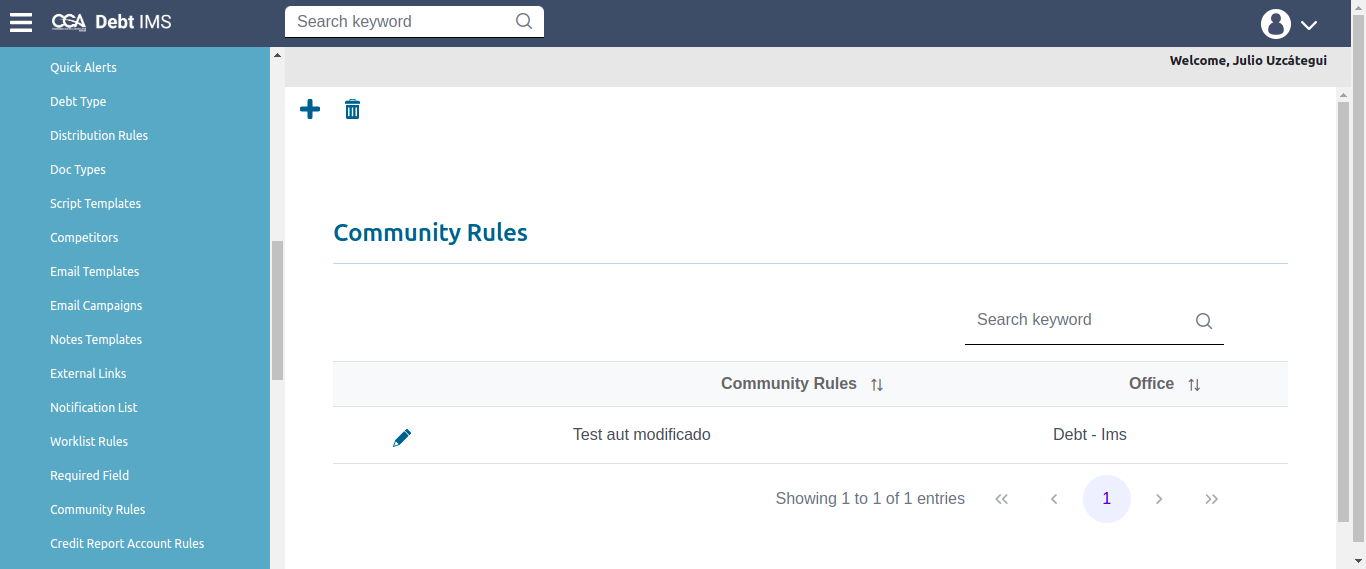 CGA Debt IMS
Search keyword
Welcome, Julio Uzcátegui
Quick Alerts
Debt Type
Distribution Rules
Doc Types
Script Templates
Competitors
Email Templates
Email Campaigns
Notes Templates
External Links
Notification List
Worklist Rules
Required Field
Community Rules
Credit Report Account Rules
Community Rules
Search keyword
Community Rules Office
Test aut modificado Debt - Ims
Showing 1 to 1 of 1 entries 1